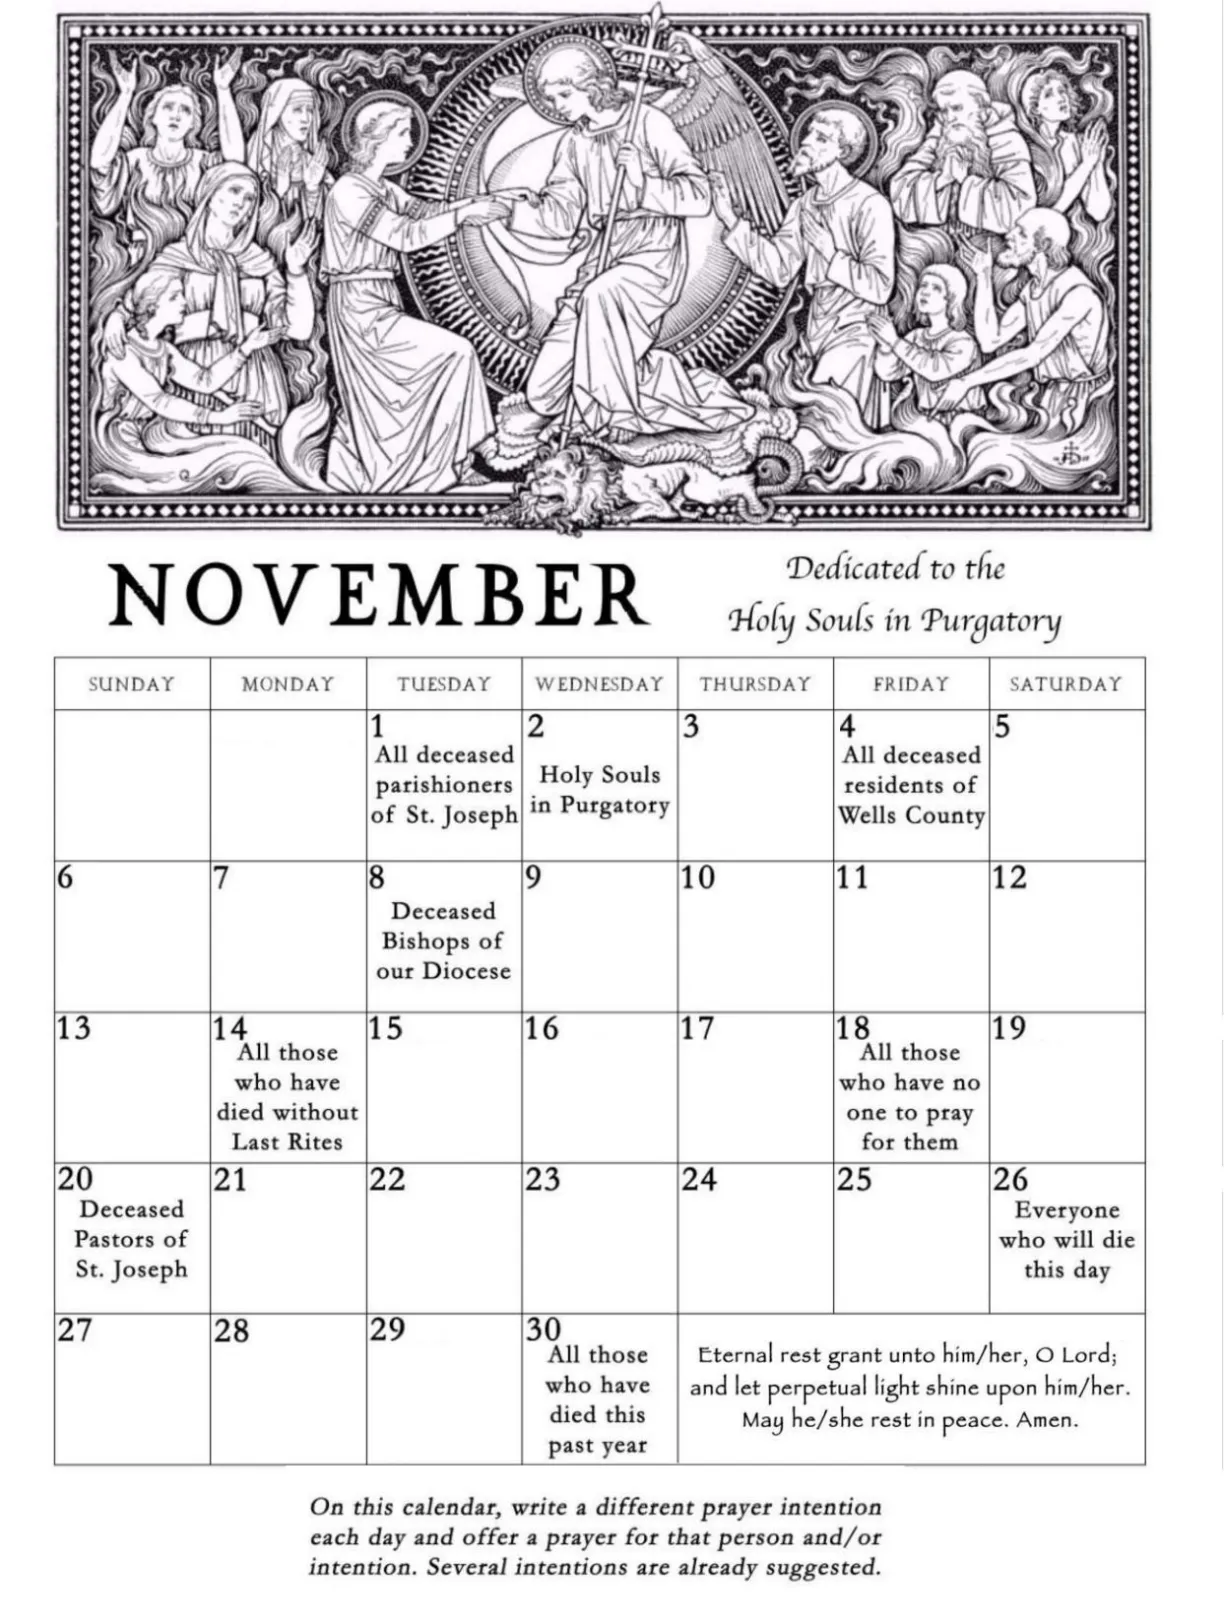 NOVEMBER
Dedicated to the
Holy Souls in Purgatory
SUNDAY MONDAY TUESDAY WEDNESDAY THURSDAY FRIDAY SATURDAY
1
All deceased
parishioners
of St. Joseph
2
Holy Souls
in Purgatory
3
4
All deceased
residents of
Wells County
5
6
7
8
Deceased
Bishops of
our Diocese
9
10
11
12
13
14
All those
who have
died without
Last Rites
15
16
17
18
All those
who have no
one to pray
for them
19
20
Deceased
Pastors of
St. Joseph
21
22
23
24
25
26
Everyone
who will die
this day
27
28
29
30
All those
who have
died this
past year
Eternal rest grant unto him/her, O Lord;
and let perpetual light shine upon him/her.
May he/she rest in peace. Amen.
On this calendar, write a different prayer intention
each day and offer a prayer for that person and/or
intention. Several intentions are already suggested.